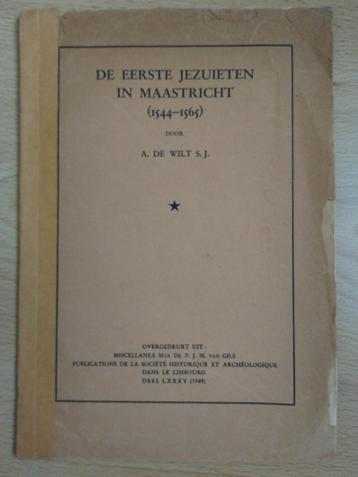 DE EERSTE JEZUIETEN
IN MAASTRICHT
(1544–1565)
DOOR
A. DE WILT S. J.
OVERGEDRUKT UIT:
MISCELLANEA Mgr Dr P. J. M. VAN GILS
PUBLICATIONS DE LA SOCIÉTÉ HISTORIQUE ET ARCHÉOLOGIQUE
DANS LE LIMBOURG
DEEL LXXXV (1949)